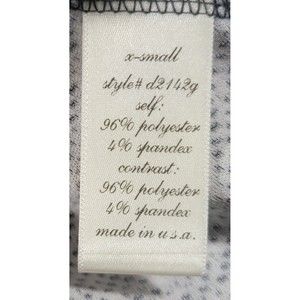 x-small
style# d2142g
self:
96% polyester
4% spandex
contrast:
96% polyester
4% spandex
made in u.s.a.